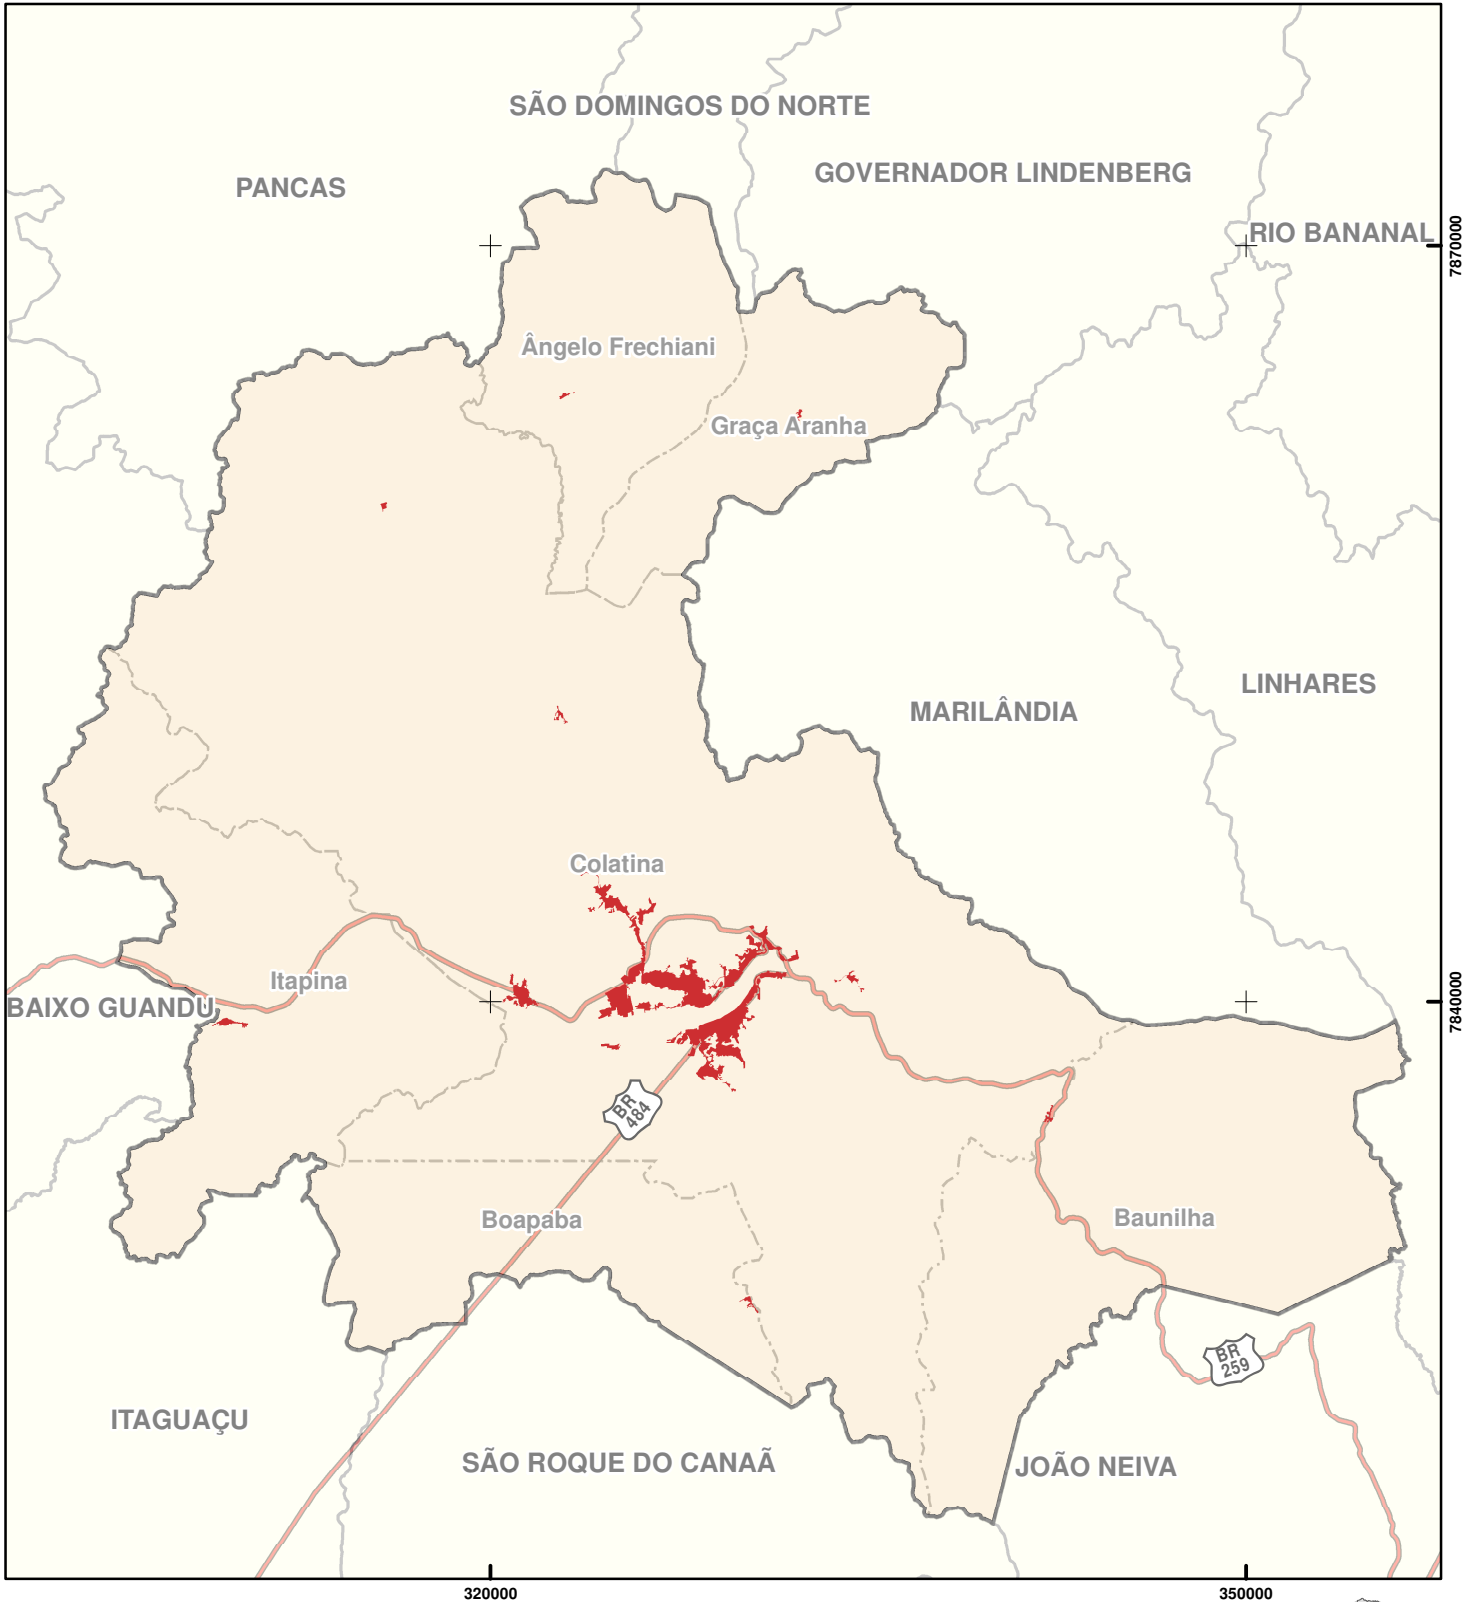 SÃO DOMINGOS DO NORTE
GOVERNADOR LINDENBERG
PANCAS
RIO BANANAL
7870000
Ângelo Frechiani
Graça Aranha
LINHARES
MARILÂNDIA
Colatina
Itapina
BAIXO GUANDU
7840000
BR
484
Boapaba
Baunilha
BR
259
ITAGUAÇU
SÃO ROQUE DO CANAÃ
JOÃO NEIVA
320000
350000